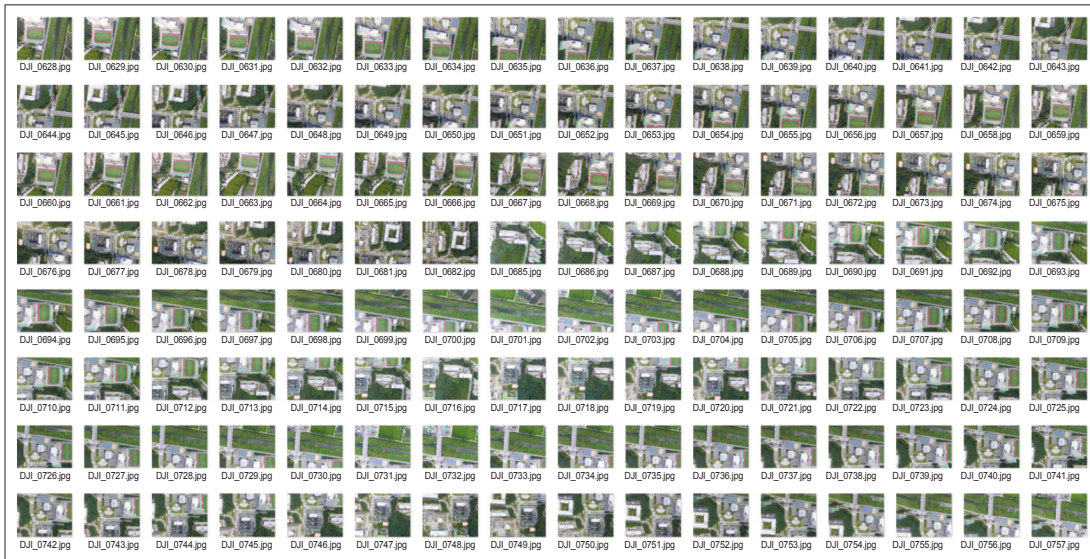 DJI_0628.jpg DJI_0629.jpg DJI_0630.jpg DJI_0631.jpg DJI_0632.jpg DJI_0633.jpg DJI_0634.jpg DJI_0635.jpg DJI_0636.jpg DJI_0637.jpg DJI_0638.jpg DJI_0639.jpg DJI_0640.jpg DJI_0641.jpg DJI_0642.jpg DJI_0643.jpg
DJI_0644.jpg DJI_0645.jpg DJI_0646.jpg DJI_0647.jpg DJI_0648.jpg DJI_0649.jpg DJI_0650.jpg DJI_0651.jpg DJI_0652.jpg DJI_0653.jpg DJI_0654.jpg DJI_0655.jpg DJI_0656.jpg DJI_0657.jpg DJI_0658.jpg DJI_0659.jpg
DJI_0660.jpg DJI_0661.jpg DJI_0662.jpg DJI_0663.jpg DJI_0664.jpg DJI_0665.jpg DJI_0666.jpg DJI_0667.jpg DJI_0668.jpg DJI_0669.jpg DJI_0670.jpg DJI_0671.jpg DJI_0672.jpg DJI_0673.jpg DJI_0674.jpg DJI_0675.jpg
DJI_0676.jpg DJI_0677.jpg DJI_0678.jpg DJI_0679.jpg DJI_0680.jpg DJI_0681.jpg DJI_0682.jpg DJI_0685.jpg DJI_0686.jpg DJI_0687.jpg DJI_0688.jpg DJI_0689.jpg DJI_0690.jpg DJI_0691.jpg DJI_0692.jpg DJI_0693.jpg
DJI_0694.jpg DJI_0695.jpg DJI_0696.jpg DJI_0697.jpg DJI_0698.jpg DJI_0699.jpg DJI_0700.jpg DJI_0701.jpg DJI_0702.jpg DJI_0703.jpg DJI_0704.jpg DJI_0705.jpg DJI_0706.jpg DJI_0707.jpg DJI_0708.jpg DJI_0709.jpg
DJI_0710.jpg DJI_0711.jpg DJI_0712.jpg DJI_0713.jpg DJI_0714.jpg DJI_0715.jpg DJI_0716.jpg DJI_0717.jpg DJI_0718.jpg DJI_0719.jpg DJI_0720.jpg DJI_0721.jpg DJI_0722.jpg DJI_0723.jpg DJI_0724.jpg DJI_0725.jpg
DJI_0726.jpg DJI_0727.jpg DJI_0728.jpg DJI_0729.jpg DJI_0730.jpg DJI_0731.jpg DJI_0732.jpg DJI_0733.jpg DJI_0734.jpg DJI_0735.jpg DJI_0736.jpg DJI_0737.jpg DJI_0738.jpg DJI_0739.jpg DJI_0740.jpg DJI_0741.jpg
DJI_0742.jpg DJI_0743.jpg DJI_0744.jpg DJI_0745.jpg DJI_0746.jpg DJI_0747.jpg DJI_0748.jpg DJI_0749.jpg DJI_0750.jpg DJI_0751.jpg DJI_0752.jpg DJI_0753.jpg DJI_0754.jpg DJI_0755.jpg DJI_0756.jpg DJI_0757.jpg